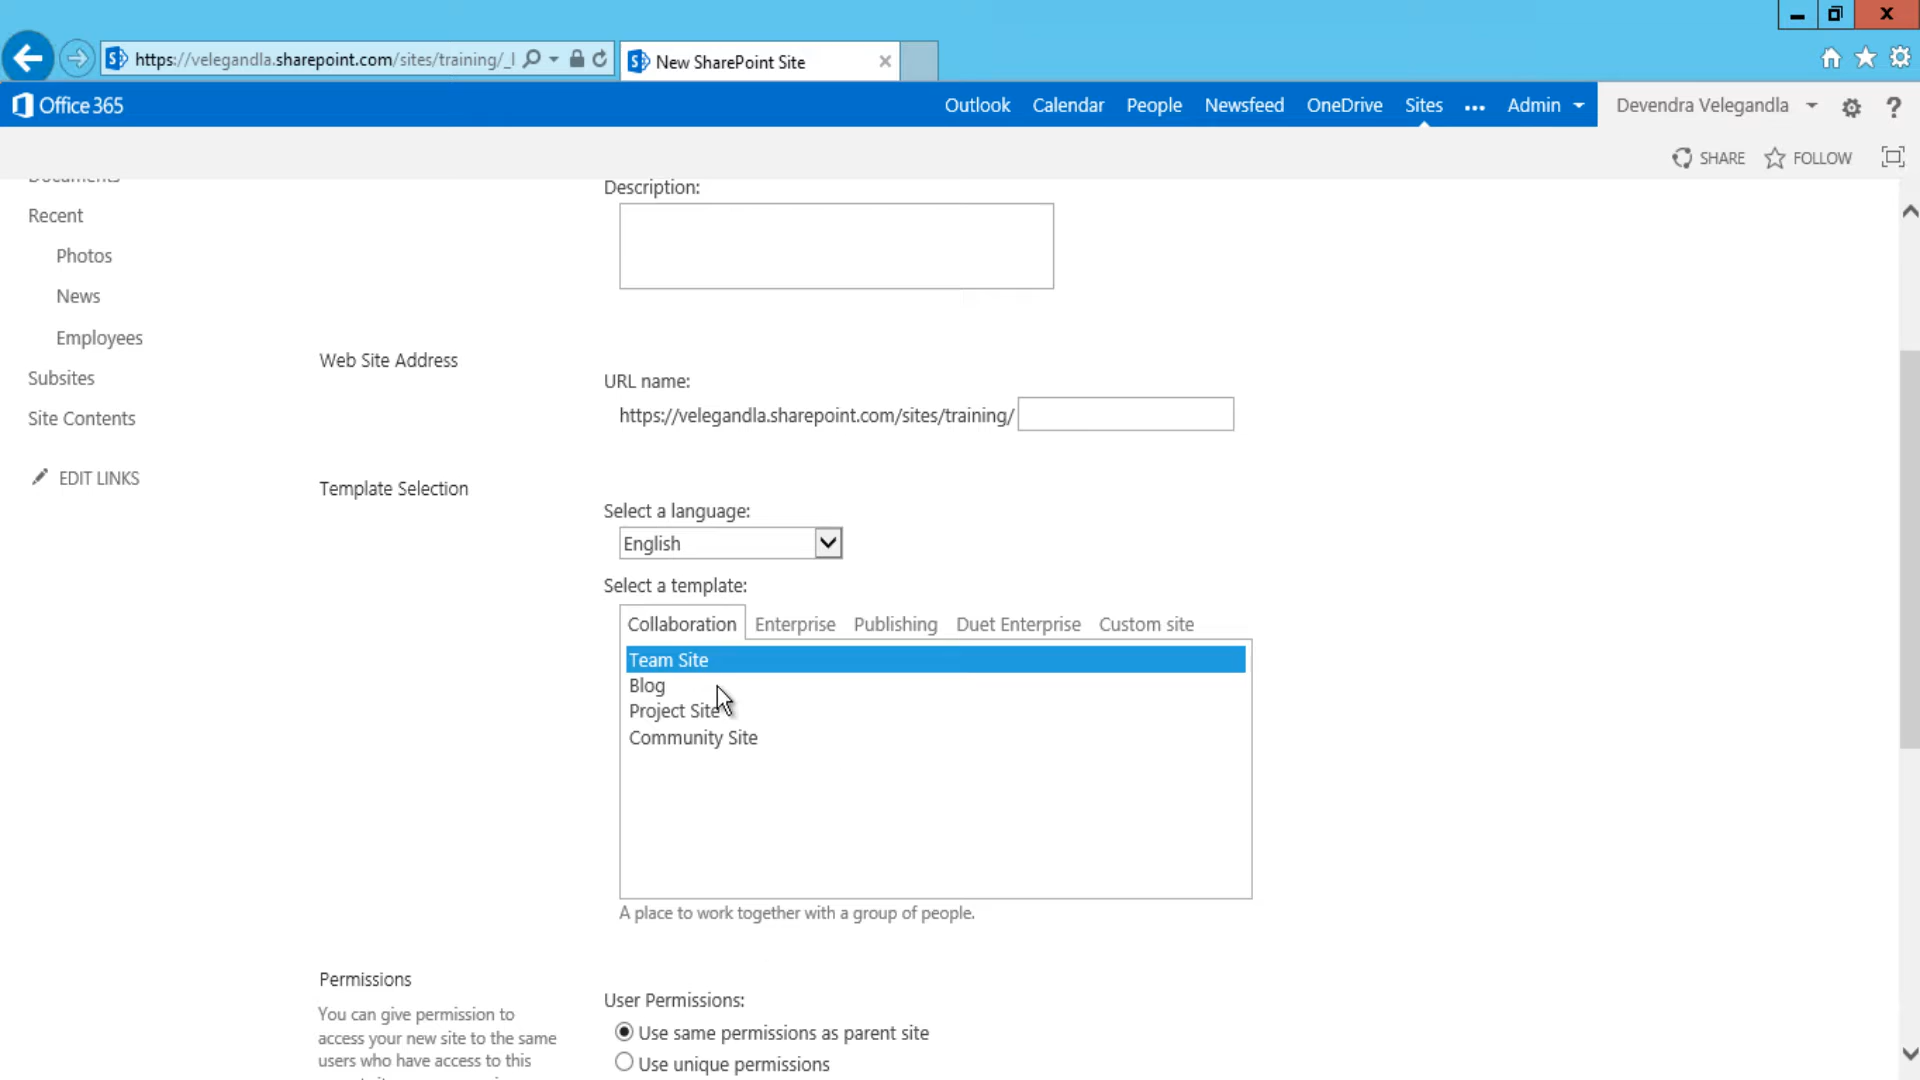 https://velegandla.sharepoint.com/sites/training/_l
New SharePoint Site
Office 365
Outlook Calendar People Newsfeed OneDrive Sites ... Admin
Devendra Velegandla
?
SHARE FOLLOW
Documents
Recent
Photos
News
Employees
Subsites
Site Contents
EDIT LINKS
Description:
Web Site Address
URL name:
https://velegandla.sharepoint.com/sites/training/
Template Selection
Select a language:
English
Select a template:
Collaboration Enterprise Publishing Duet Enterprise Custom site
Team Site
Blog
Project Site
Community Site
A place to work together with a group of people.
Permissions
You can give permission to
access your new site to the same
users who have access to this
User Permissions:
Use same permissions as parent site
Use unique permissions